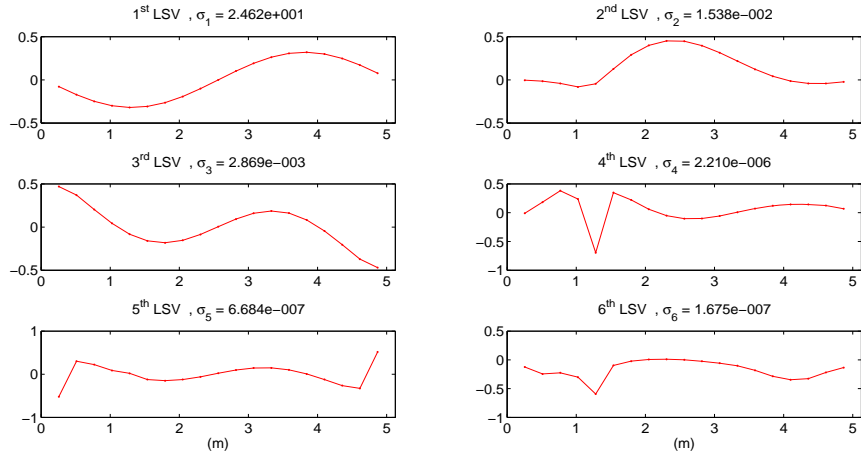 1st LSV , σ1 = 2.462e+001
0.5
0
−0.5
0 1 2 3 4 5
2nd LSV , σ2 = 1.538e−002
0.5
0
−0.5
0 1 2 3 4 5
3rd LSV , σ3 = 2.869e−003
0.5
0
−0.5
0 1 2 3 4 5
4th LSV , σ4 = 2.210e−006
0.5
0
−0.5
−1
0 1 2 3 4 5
5th LSV , σ5 = 6.684e−007
1
0
−1
0 1 2 3 4 5
(m)
6th LSV , σ6 = 1.675e−007
0.5
0
−0.5
−1
0 1 2 3 4 5
(m)